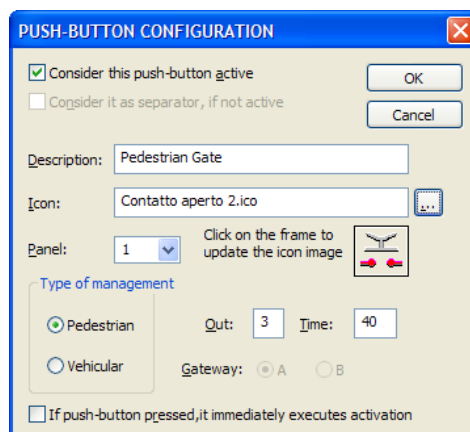 PUSH-BUTTON CONFIGURATION
Consider this push-button active
OK
Consider it as separator, if not active
Cancel
Description: Pedestrian Gate
Icon: Contatto aperto 2.ico ...
Panel: 1 Click on the frame to
update the icon image
Type of management
Pedestrian Out: 3 Time: 40
Vehicular Gateway: A B
If push-button pressed,it immediately executes activation